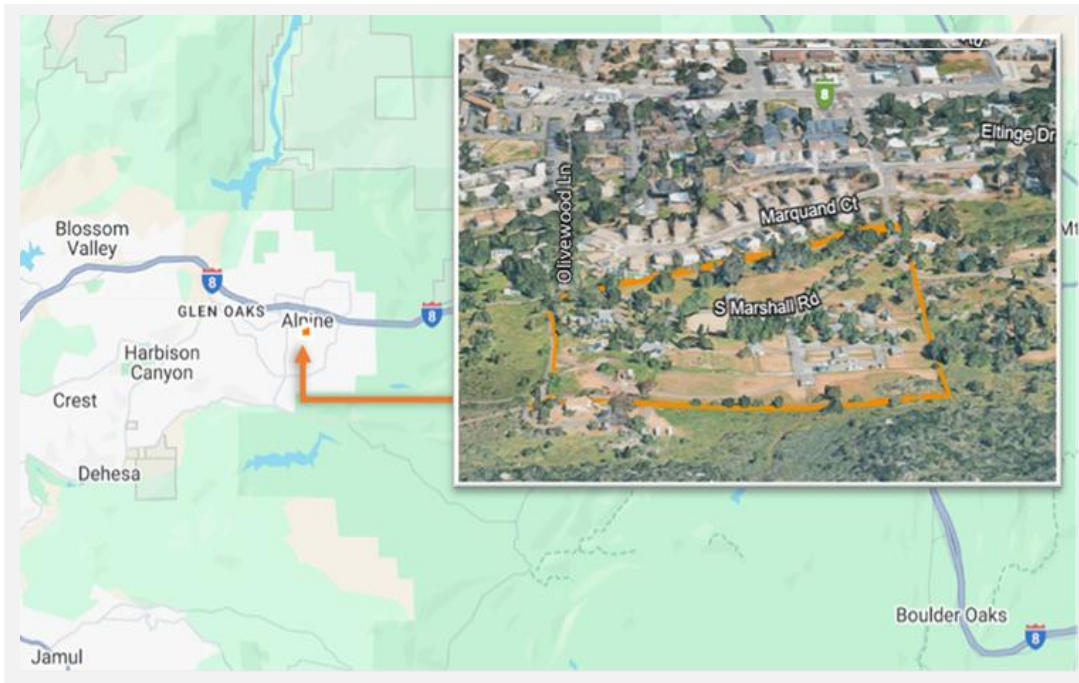 Blossom
Valley
8
GLEN OAKS
Alpine
8
Harbison
Canyon
Crest
Dehesa
Jamul
Boulder Oaks
8
8
Eltinge Dr
Olivewood Ln
Marquand Ct
S Marshall Rd